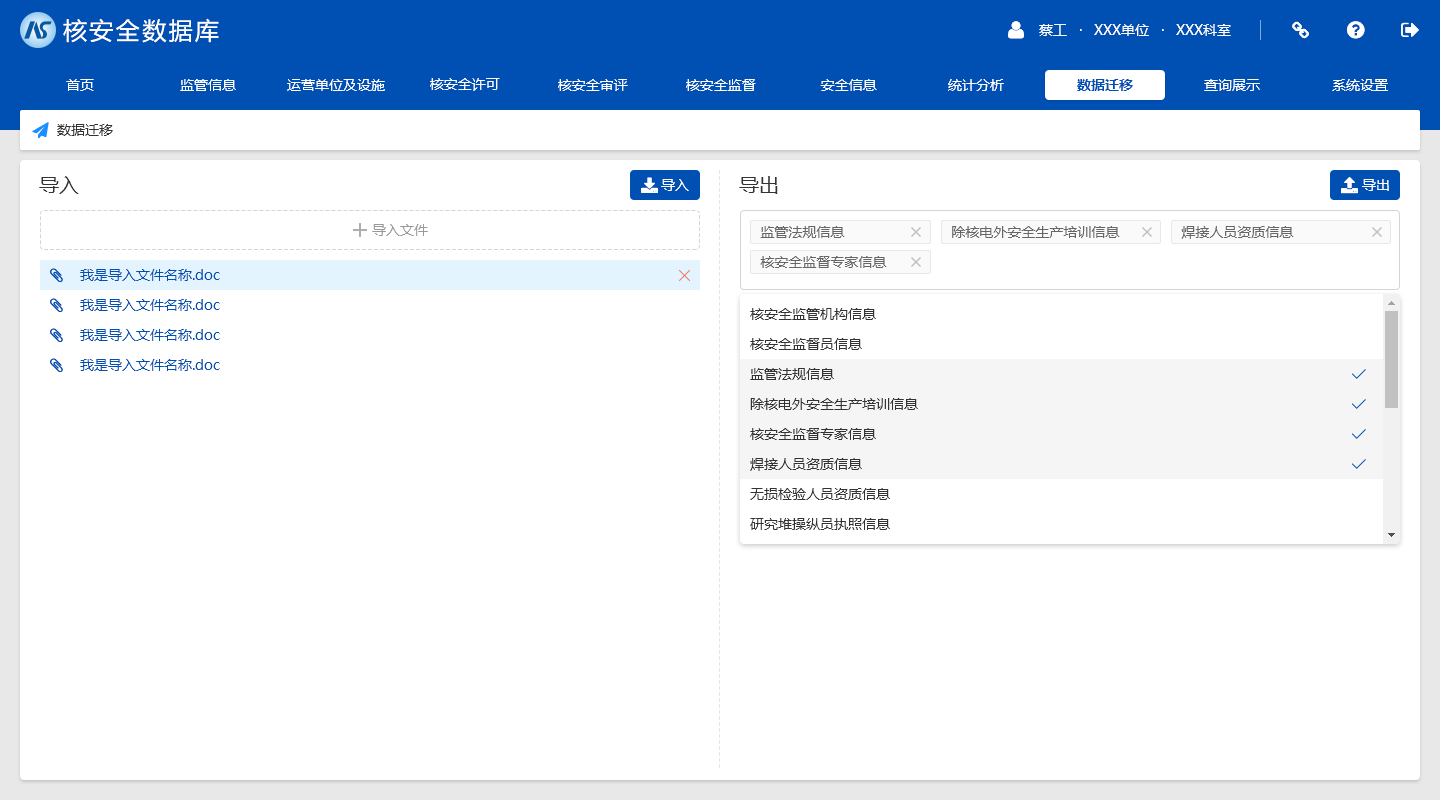 核安全数据库
蔡工 · XXX单位 · XXX科室
首页 监管信息 运营单位及设施 核安全许可 核安全审评 核安全监督 安全信息 统计分析 数据迁移 查询展示 系统设置
数据迁移
导入
导入
导入文件
我是导入文件名称.doc
我是导入文件名称.doc
我是导入文件名称.doc
我是导入文件名称.doc
导出
导出
监管法规信息 除核电外安全生产培训信息 焊接人员资质信息
核安全监督专家信息
核安全监管机构信息
核安全监督员信息
监管法规信息
除核电外安全生产培训信息
核安全监督专家信息
焊接人员资质信息
无损检验人员资质信息
研究堆操纵员执照信息